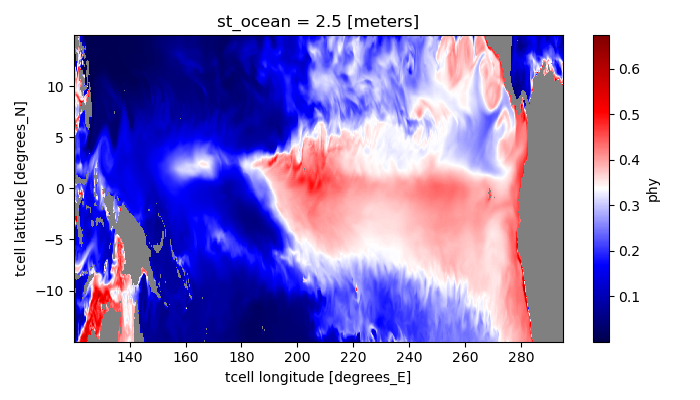 st_ocean = 2.5 [meters]
10
5
0
−5
−10
tcell latitude [degrees_N]
140 160 180 200 220 240 260 280
tcell longitude [degrees_E]
0.6
0.5
0.4
0.3
0.2
0.1
phy